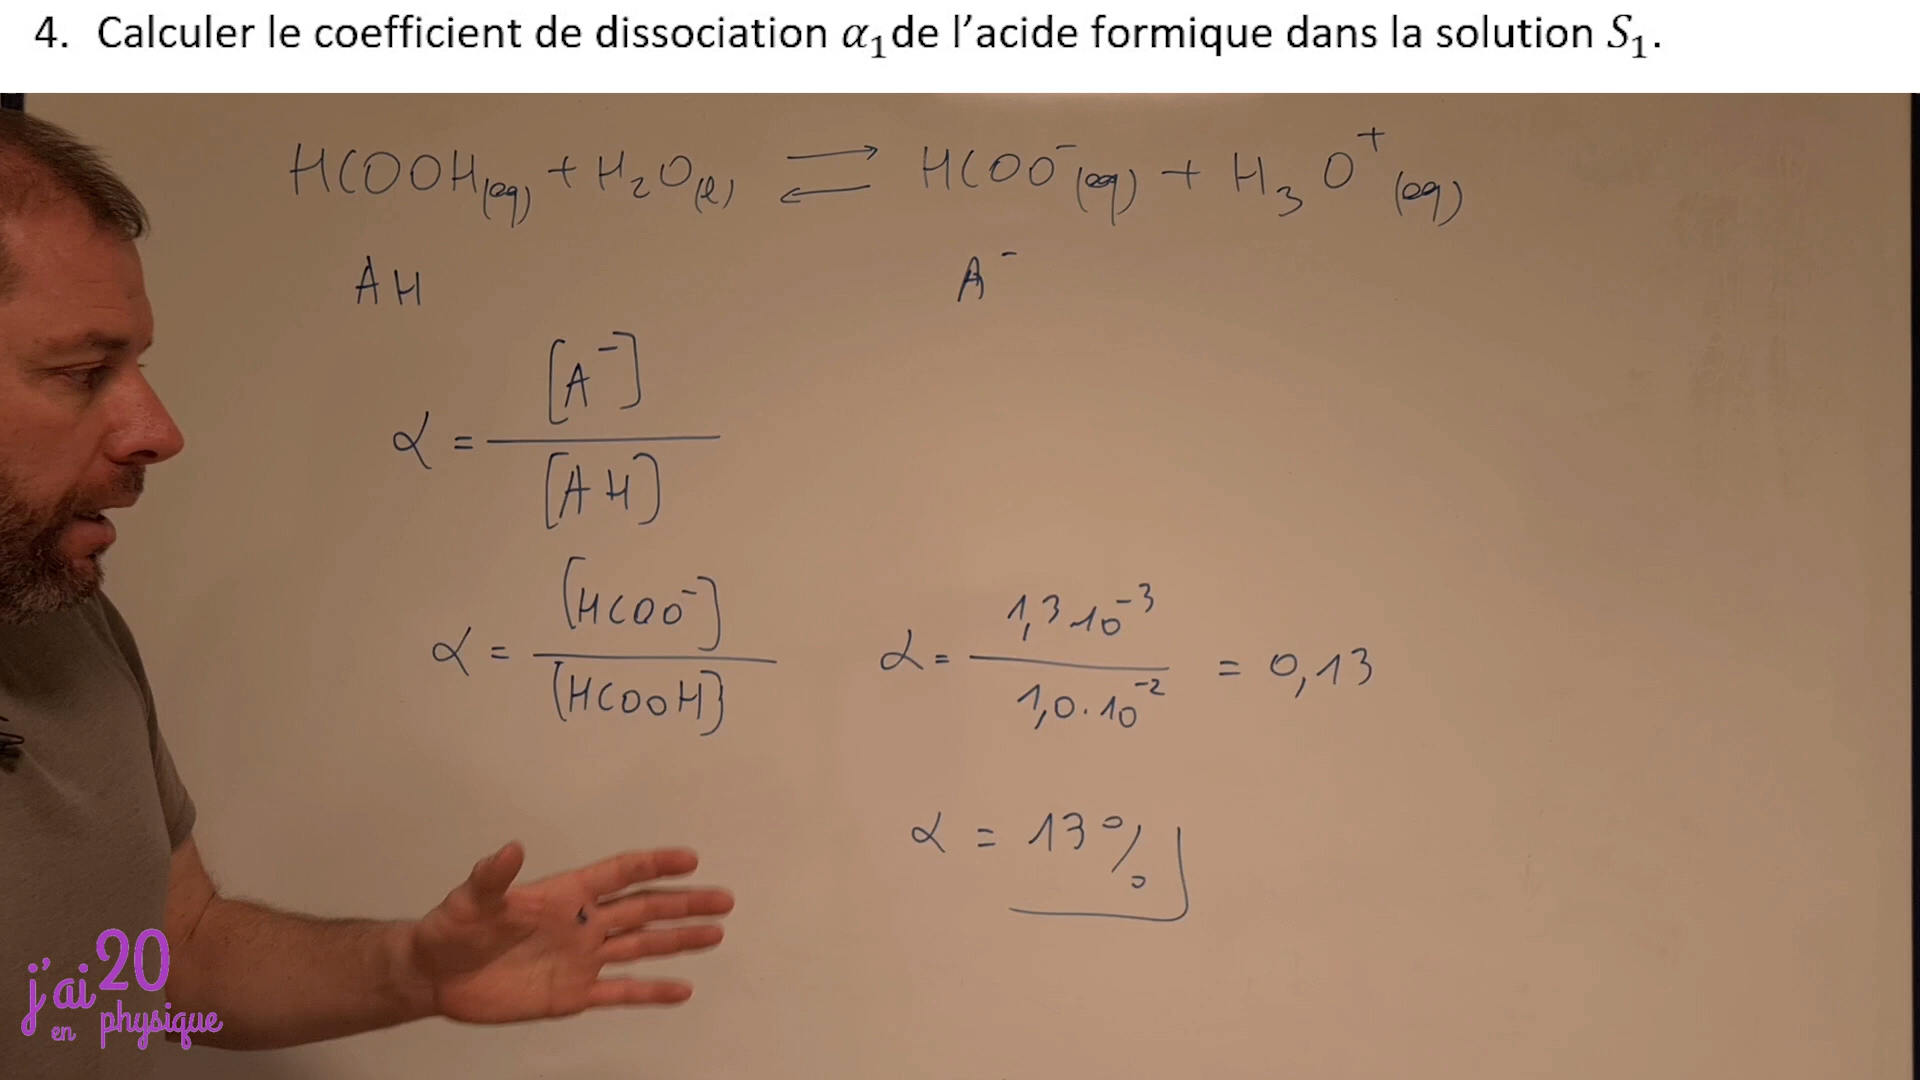 4. Calculer le coefficient de dissociation α₁ de l’acide formique dans la solution S₁.
HCOOH(aq) + H₂O(l) ⇌ HCOO⁻(aq) + H₃O⁺(aq)
AH A⁻
α = [A⁻] / [AH]
α = [HCOO⁻] / [HCOOH] α = 1,3·10⁻³ / 1,0·10⁻² = 0,13
α = 13%
j'ai 20
en physique